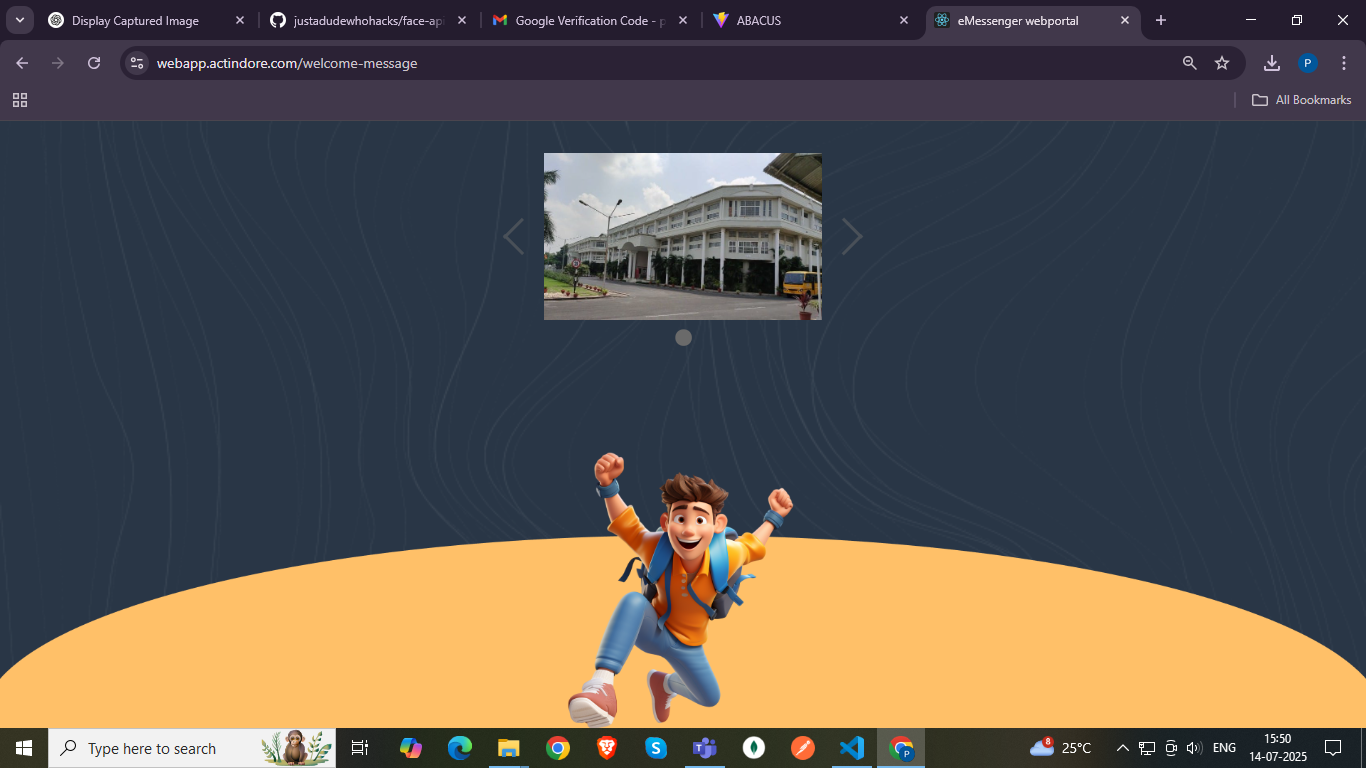 Display Captured Image
justadudewhohacks/face-api
Google Verification Code - p
ABACUS
eMessenger webportal
webapp.actindore.com/welcome-message
P
All Bookmarks
Type here to search
P
8
25°C
ENG
15:50
14-07-2025